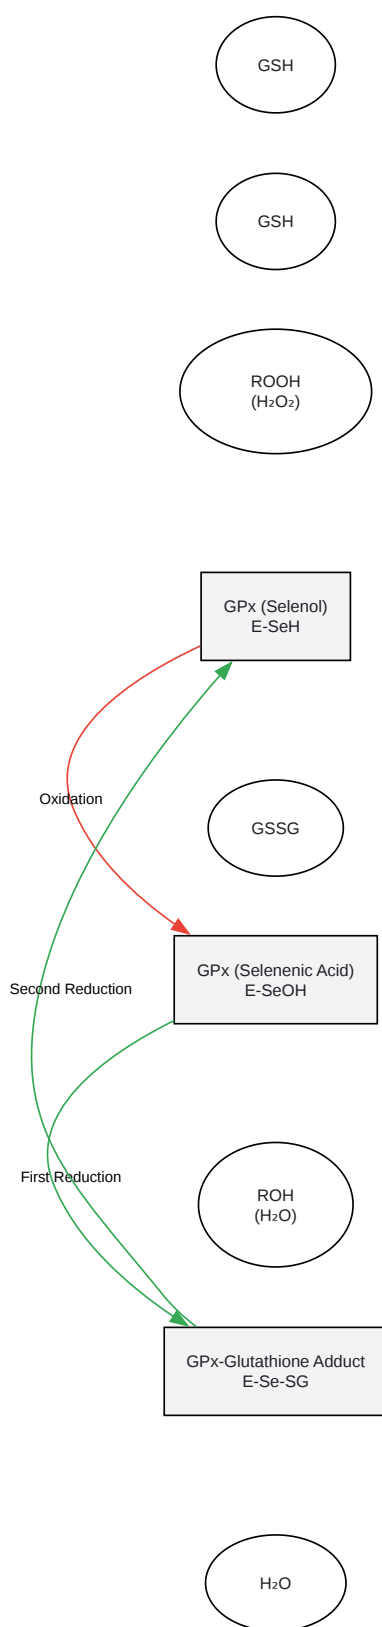 GSH
GSH
ROOH
(H₂O₂)
GPx (Selenol)
E-SeH
Oxidation
GSSG
GPx (Selenenic Acid)
E-SeOH
Second Reduction
First Reduction
ROH
(H₂O)
GPx-Glutathione Adduct
E-Se-SG
H₂O